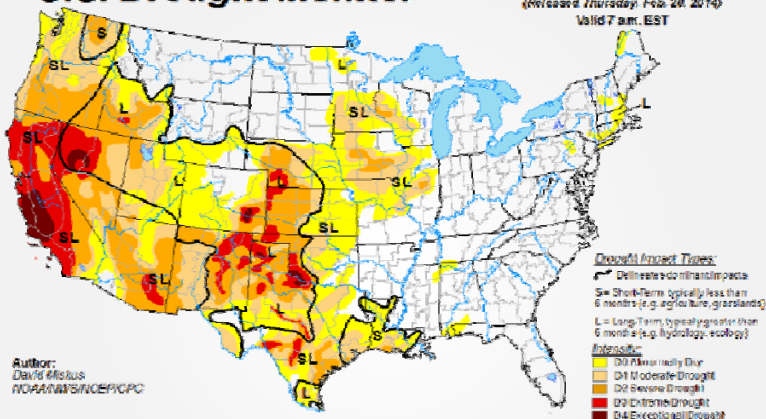 (Released Thursday, Feb. 20, 2014)
Valid 7 a.m. EST
S
SL
L
L
SL
L
SL
L
L
SL
SL
SL
L
SL
S
SL
L
Drought Impact Types:
Delineates dominant impacts
S = Short-Term, typically less than
6 months (e.g. agriculture, grasslands)
L = Long-Term, typically greater than
6 months (e.g. hydrology, ecology)
Intensity:
D0 Abnormally Dry
D1 Moderate Drought
D2 Severe Drought
D3 Extreme Drought
D4 Exceptional Drought
Author:
David Miskus
NOAA/NWS/NCEP/CPC